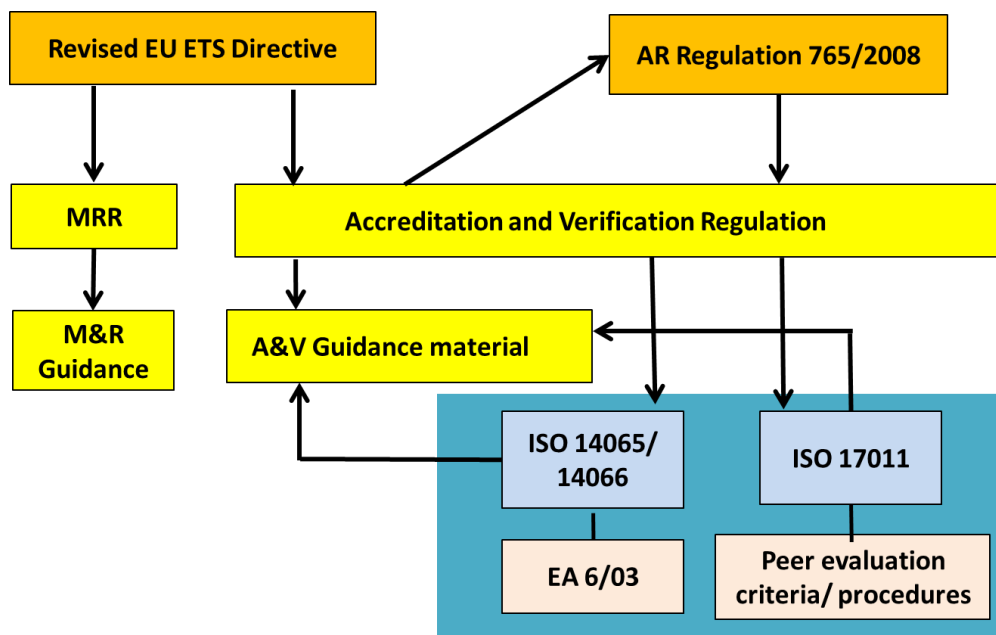 Revised EU ETS Directive
AR Regulation 765/2008
MRR
Accreditation and Verification Regulation
M&R
Guidance
A&V Guidance material
ISO 14065/
14066
ISO 17011
EA 6/03
Peer evaluation
criteria/ procedures